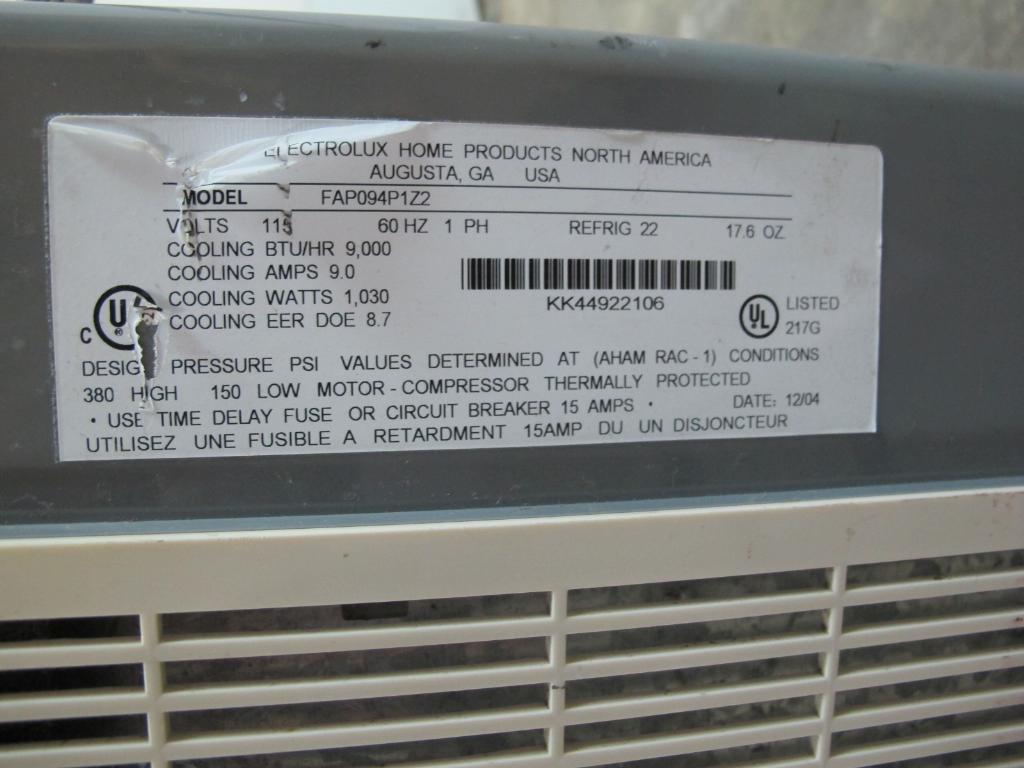 ELECTROLUX HOME PRODUCTS NORTH AMERICA
AUGUSTA, GA USA
MODEL FAP094P1Z2
VOLTS 115 60 HZ 1 PH REFRIG 22 17.6 OZ
COOLING BTU/HR 9,000
COOLING AMPS 9.0
COOLING WATTS 1,030
COOLING EER DOE 8.7
KK44922106
C UL ®
UL LISTED
217G
DESIGN PRESSURE PSI VALUES DETERMINED AT (AHAM RAC - 1) CONDITIONS
380 HIGH 150 LOW MOTOR - COMPRESSOR THERMALLY PROTECTED
• USE TIME DELAY FUSE OR CIRCUIT BREAKER 15 AMPS • DATE: 12/04
UTILISEZ UNE FUSIBLE A RETARDMENT 15AMP DU UN DISJONCTEUR